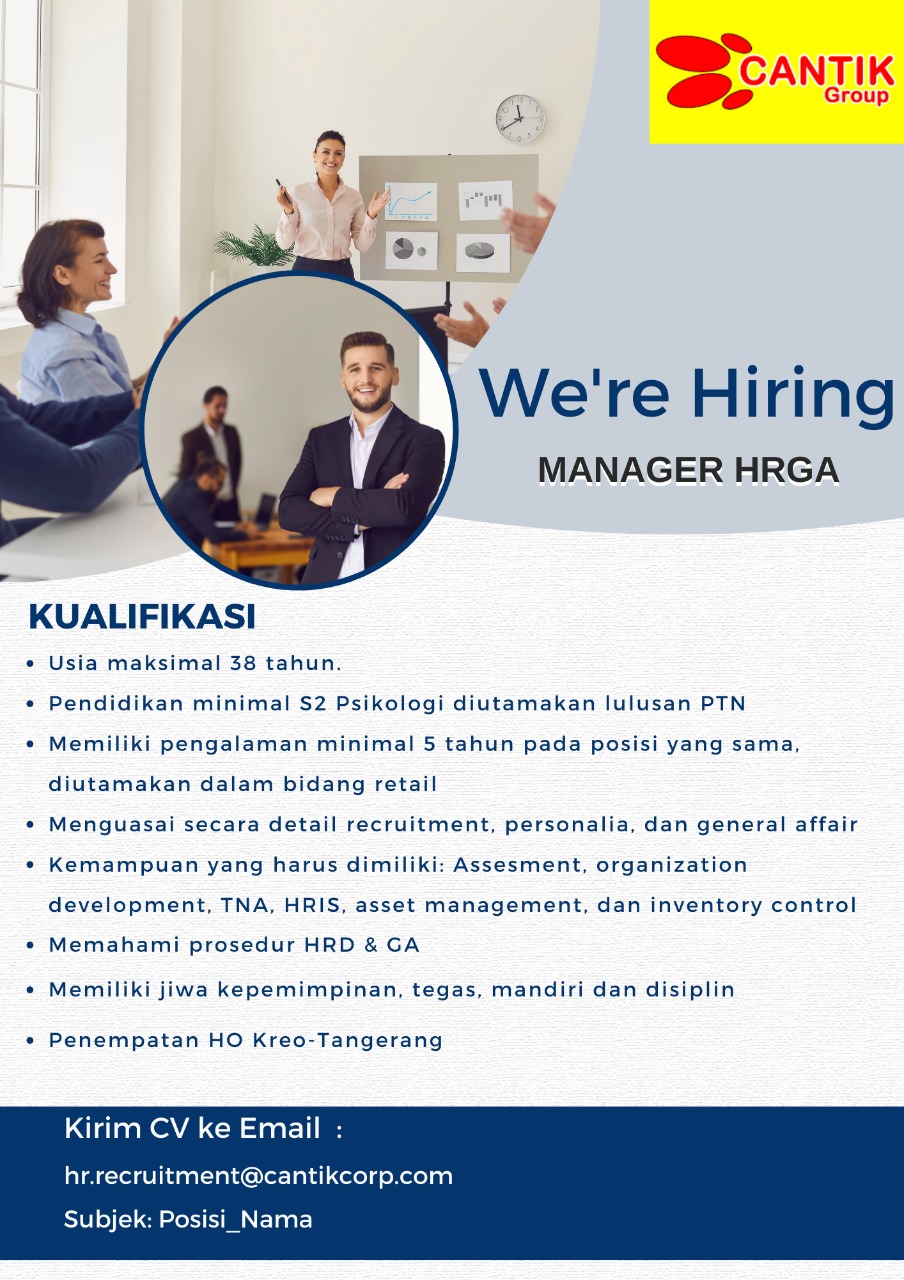 CANTIK
Group
We're Hiring
MANAGER HRGA
KUALIFIKASI
• Usia maksimal 38 tahun.
• Pendidikan minimal S2 Psikologi diutamakan lulusan PTN
• Memiliki pengalaman minimal 5 tahun pada posisi yang sama,
diutamakan dalam bidang retail
• Menguasai secara detail recruitment, personalia, dan general affair
• Kemampuan yang harus dimiliki: Assesment, organization
development, TNA, HRIS, asset management, dan inventory control
• Memahami prosedur HRD & GA
• Memiliki jiwa kepemimpinan, tegas, mandiri dan disiplin
• Penempatan HO Kreo-Tangerang
Kirim CV ke Email :
hr.recruitment@cantikcorp.com
Subjek: Posisi_Nama